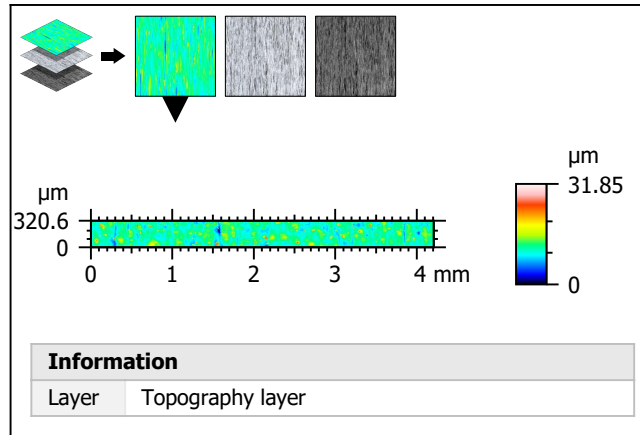 µm
31.85
0
µm
320.6
0
0 1 2 3 4 mm
Information
Layer Topography layer